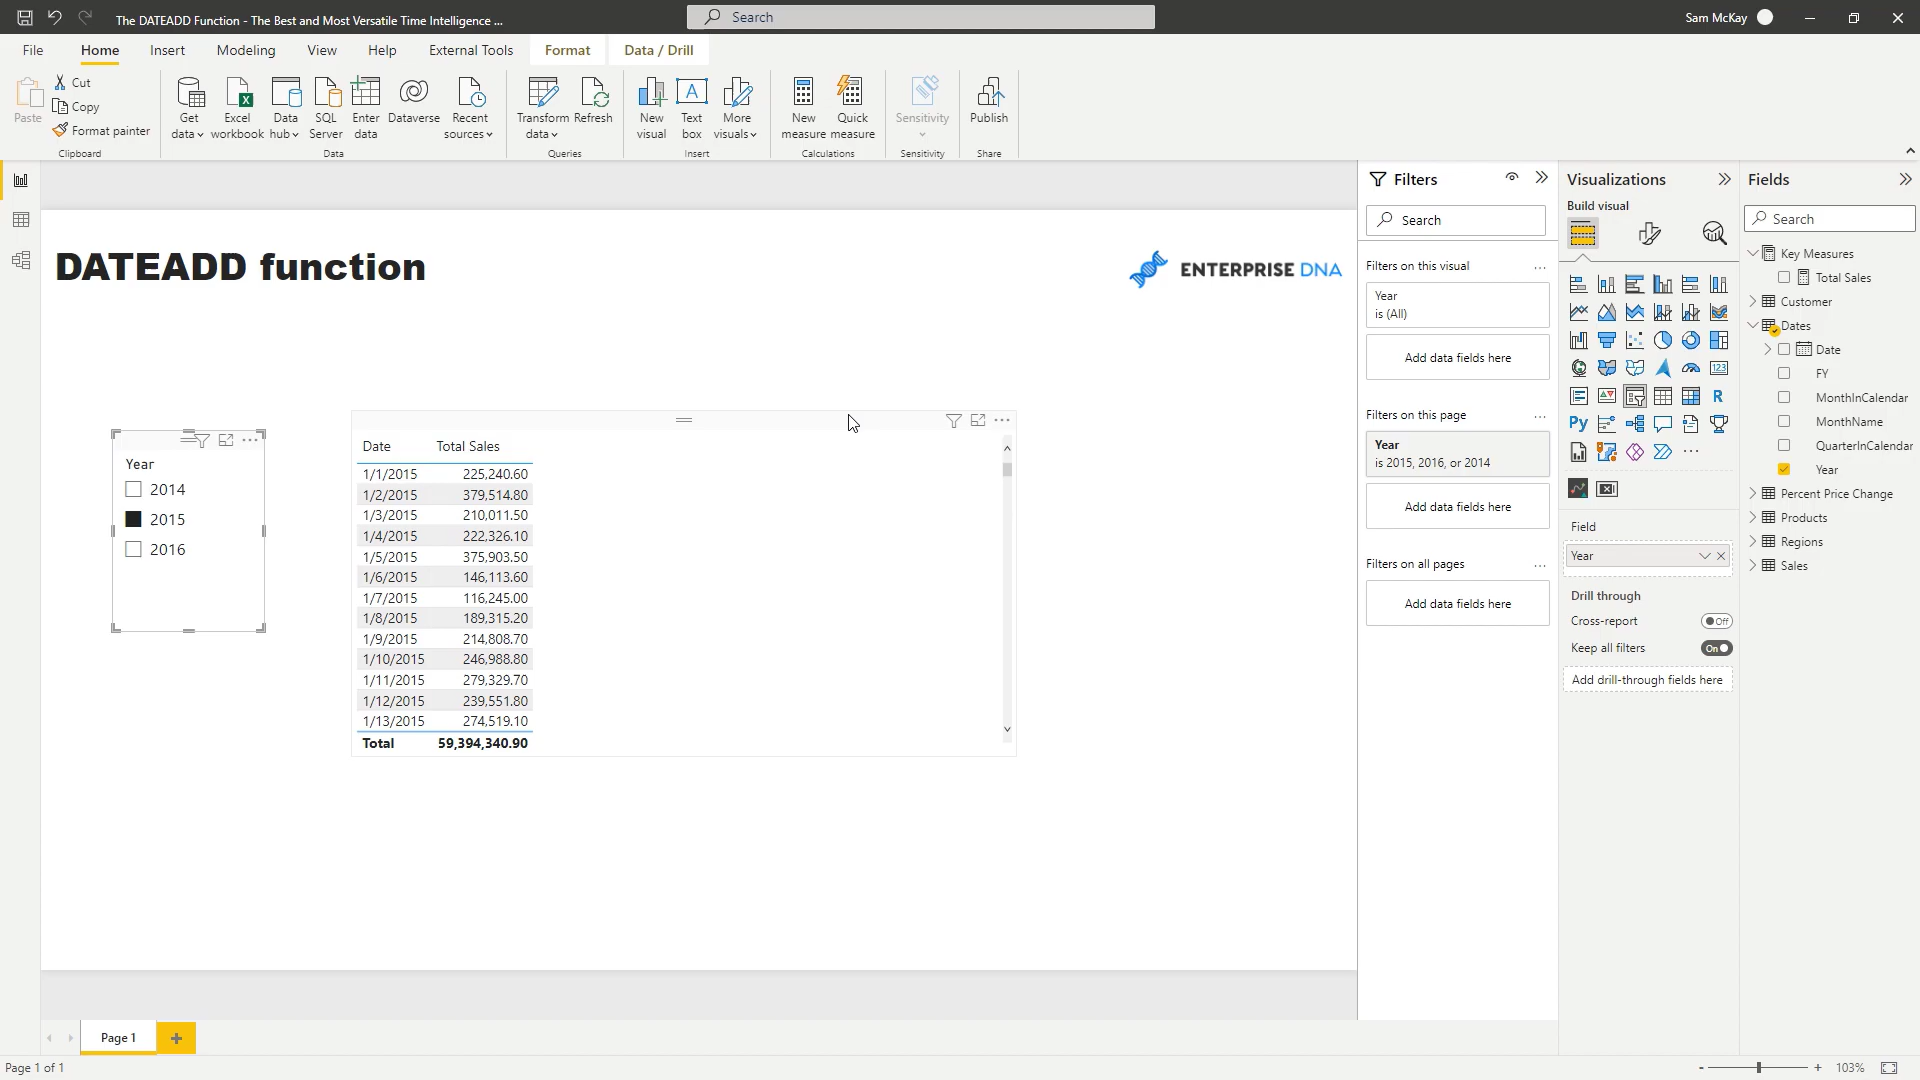 The DATEADD Function - The Best and Most Versatile Time Intelligence ...
Search
Sam McKay
File Home Insert Modeling View Help External Tools Format Data / Drill
Paste
Cut
Copy
Format painter
Clipboard
Get data
Excel workbook
Data hub
SQL Server
Enter data
Dataverse
Recent sources
Data
Transform data
Refresh
Queries
New visual
Text box
More visuals
Insert
New measure
Quick measure
Calculations
Sensitivity
Sensitivity
Publish
Share
DATEADD function
ENTERPRISE DNA
Year
2014
2015
2016
Date Total Sales
1/1/2015 225,240.60
1/2/2015 379,514.80
1/3/2015 210,011.50
1/4/2015 222,326.10
1/5/2015 375,903.50
1/6/2015 146,113.60
1/7/2015 116,245.00
1/8/2015 189,315.20
1/9/2015 214,808.70
1/10/2015 246,988.80
1/11/2015 279,329.70
1/12/2015 239,551.80
1/13/2015 274,519.10
Total 59,394,340.90
Filters
Search
Filters on this visual ...
Year
is (All)
Add data fields here
Filters on this page ...
Year
is 2015, 2016, or 2014
Add data fields here
Filters on all pages ...
Add data fields here
Visualizations
Build visual
123
R
Py
...
Field
Year
Drill through
Cross-report Off
Keep all filters On
Add drill-through fields here
Fields
Search
Key Measures
Total Sales
Customer
Dates
Date
FY
MonthInCalendar
MonthName
QuarterInCalendar
Year
Percent Price Change
Products
Regions
Sales
Page 1
Page 1 of 1
- + 103%